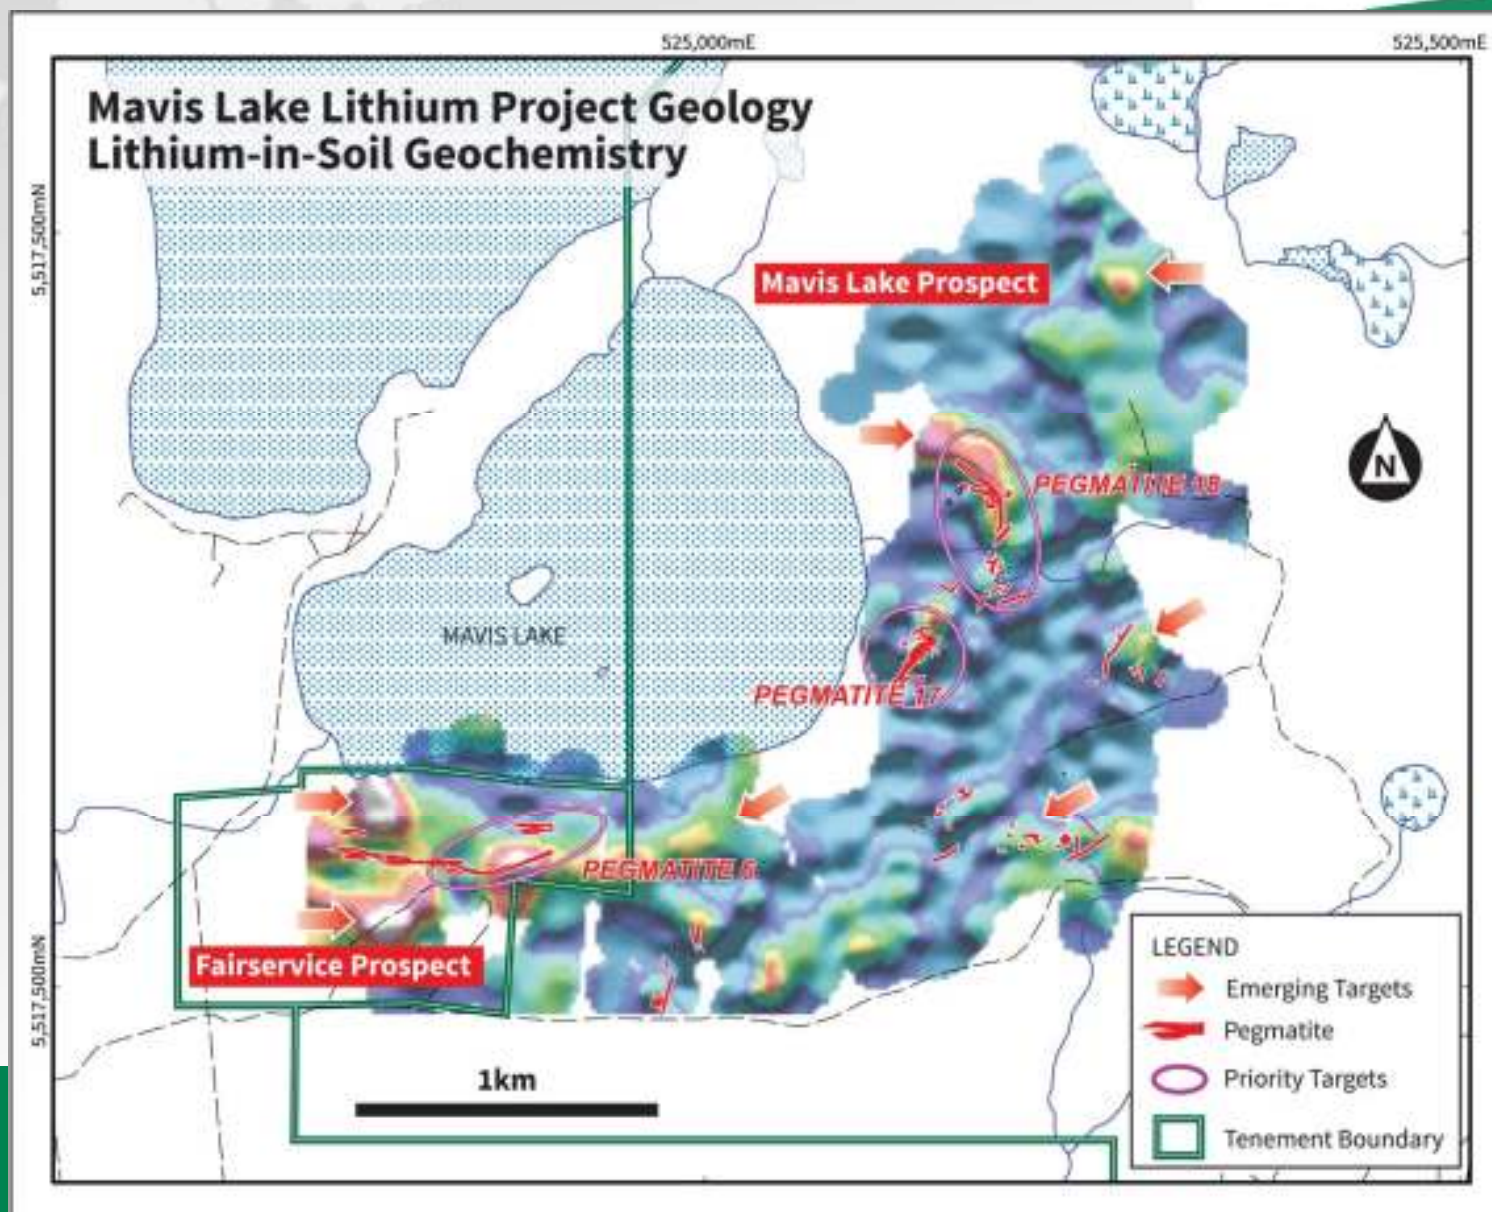 525,000mE
525,500mE
Mavis Lake Lithium Project Geology
Lithium-in-Soil Geochemistry
5,517,500mN
Mavis Lake Prospect
N
PEGMATITE 18
MAVIS LAKE
PEGMATITE 17
PEGMATITE 6
Fairservice Prospect
5,517,500mN
1km
LEGEND
Emerging Targets
Pegmatite
Priority Targets
Tenement Boundary